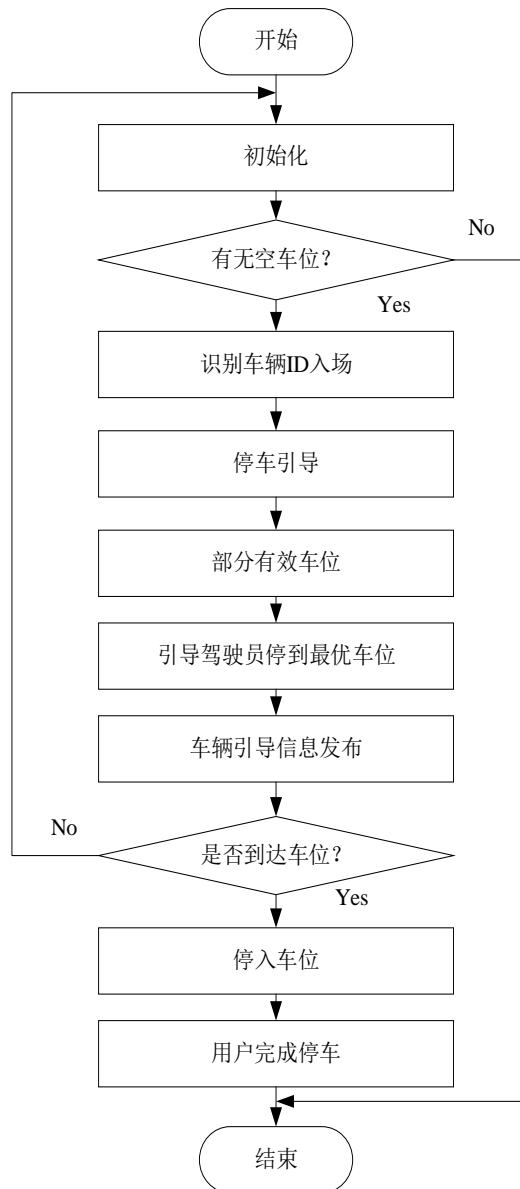 开始
初始化
有无空车位？
No
Yes
识别车辆ID入场
停车引导
部分有效车位
引导驾驶员停到最优车位
车辆引导信息发布
No
是否到达车位？
Yes
停入车位
用户完成停车
结束